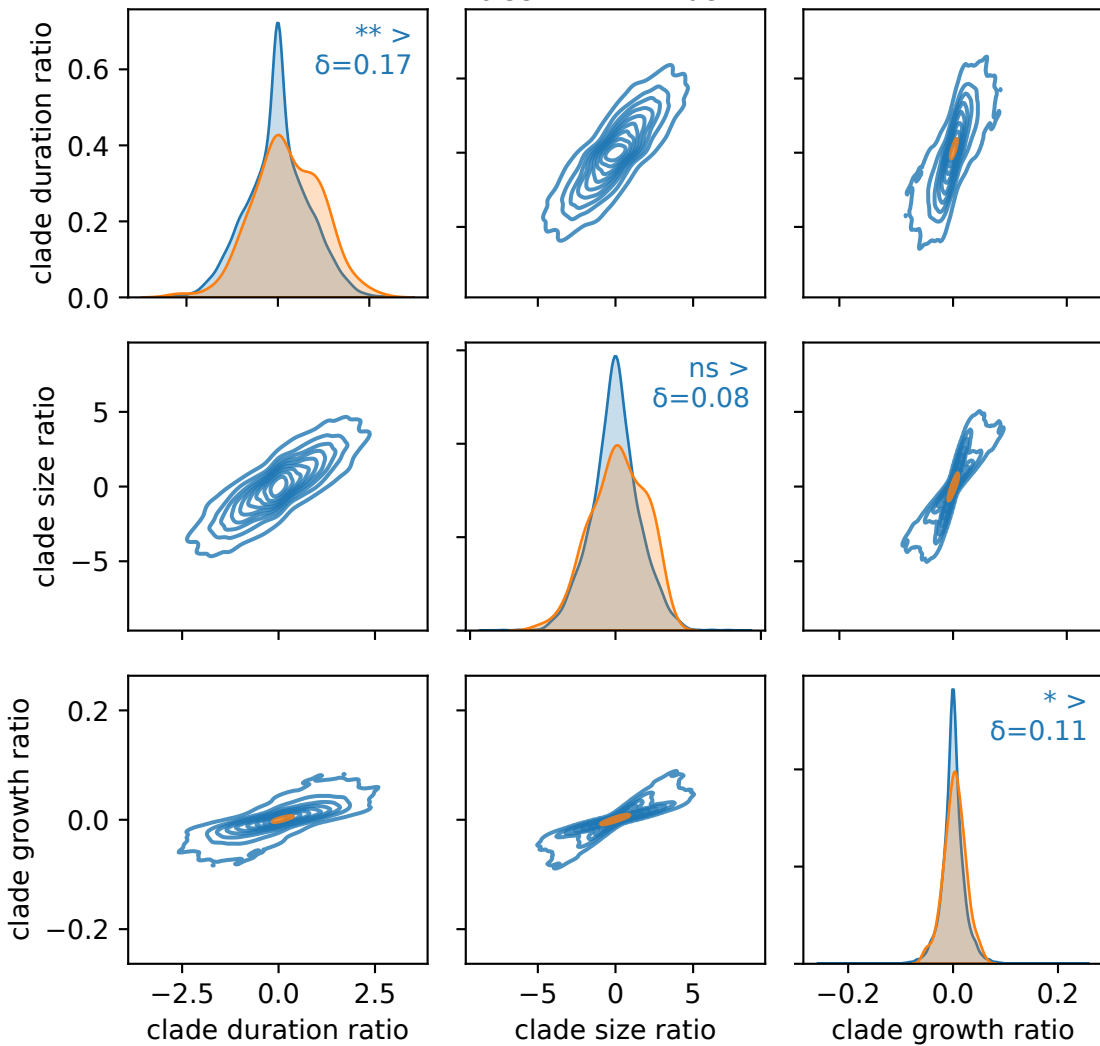 clade duration ratio
0.6
0.4
0.2
0.0
** >
δ=0.17
clade size ratio
5
0
−5
ns >
δ=0.08
clade growth ratio
0.2
0.0
−0.2
* >
δ=0.11
−2.5 0.0 2.5
−5 0 5
−0.2 0.0 0.2
clade duration ratio
clade size ratio
clade growth ratio